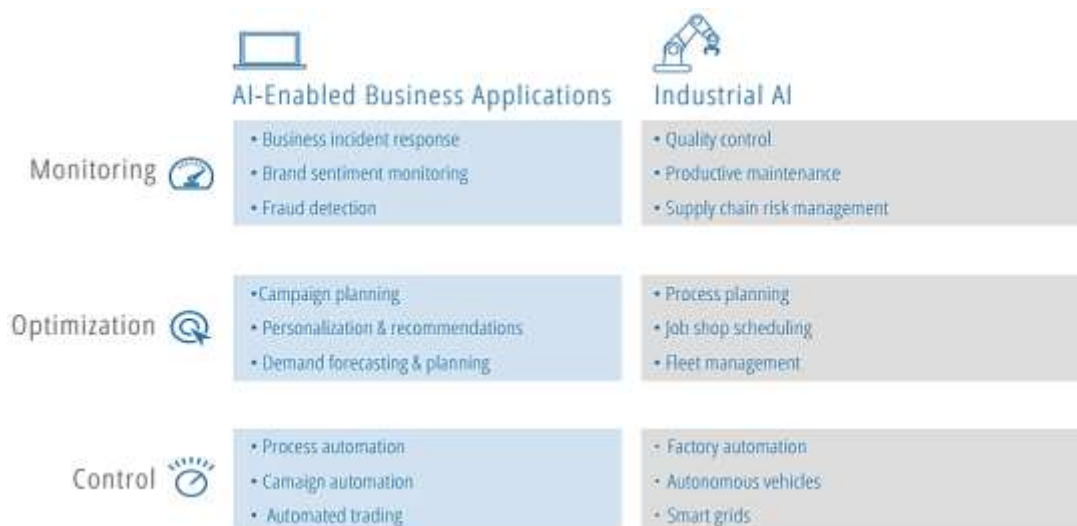 AI-Enabled Business Applications
Industrial AI
Monitoring
• Business incident response
• Brand sentiment monitoring
• Fraud detection
• Quality control
• Productive maintenance
• Supply chain risk management
Optimization
•Campaign planning
• Personalization & recommendations
• Demand forecasting & planning
• Process planning
• Job shop scheduling
• Fleet management
Control
• Process automation
• Camaign automation
• Automated trading
• Factory automation
• Autonomous vehicles
• Smart grids